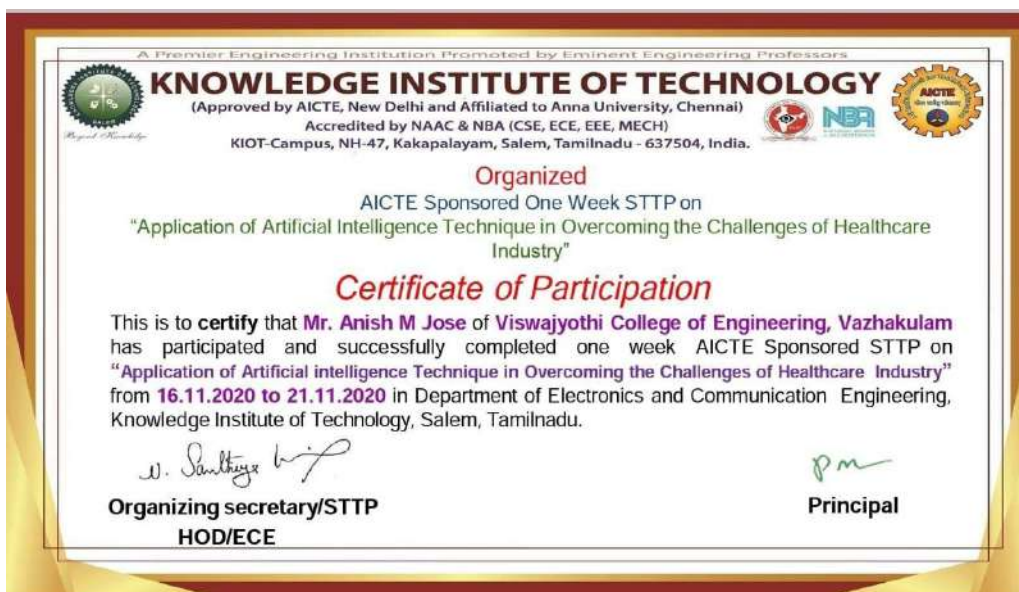 A Premier Engineering Institution Promoted by Eminent Engineering Professors
KNOWLEDGE INSTITUTE OF TECHNOLOGY
(Approved by AICTE, New Delhi and Affiliated to Anna University, Chennai)
Accredited by NAAC & NBA (CSE, ECE, EEE, MECH)
KIOT-Campus, NH-47, Kakapalayam, Salem, Tamilnadu - 637504, India.
Beyond Knowledge
NBA
AICTE
Organized
AICTE Sponsored One Week STTP on
“Application of Artificial Intelligence Technique in Overcoming the Challenges of Healthcare
Industry”
Certificate of Participation
This is to certify that Mr. Anish M Jose of Viswajyothi College of Engineering, Vazhakulam
has participated and successfully completed one week AICTE Sponsored STTP on
“Application of Artificial intelligence Technique in Overcoming the Challenges of Healthcare Industry”
from 16.11.2020 to 21.11.2020 in Department of Electronics and Communication Engineering,
Knowledge Institute of Technology, Salem, Tamilnadu.
Organizing secretary/STTP
HOD/ECE
Principal